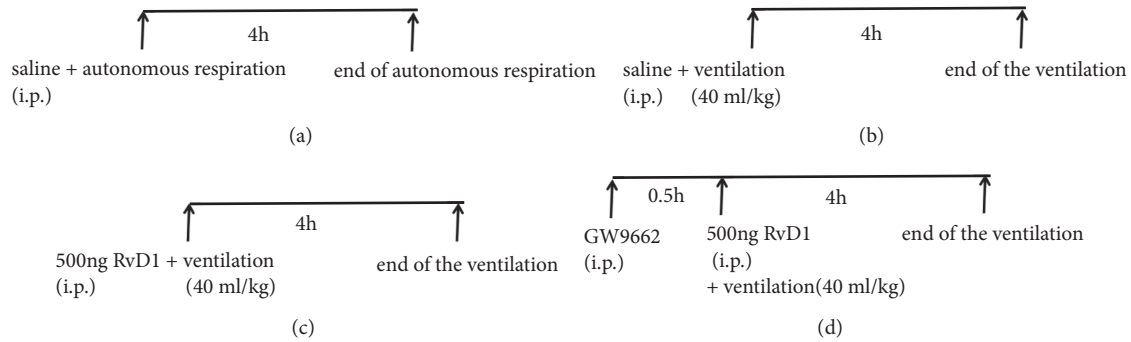 4h
saline + autonomous respiration
(i.p.)
end of autonomous respiration
(a)
4h
saline + ventilation
(i.p.) (40 ml/kg)
end of the ventilation
(b)
4h
500ng RvD1 + ventilation
(i.p.) (40 ml/kg)
end of the ventilation
(c)
0.5h
4h
GW9662
(i.p.)
500ng RvD1
(i.p.)
+ ventilation(40 ml/kg)
end of the ventilation
(d)